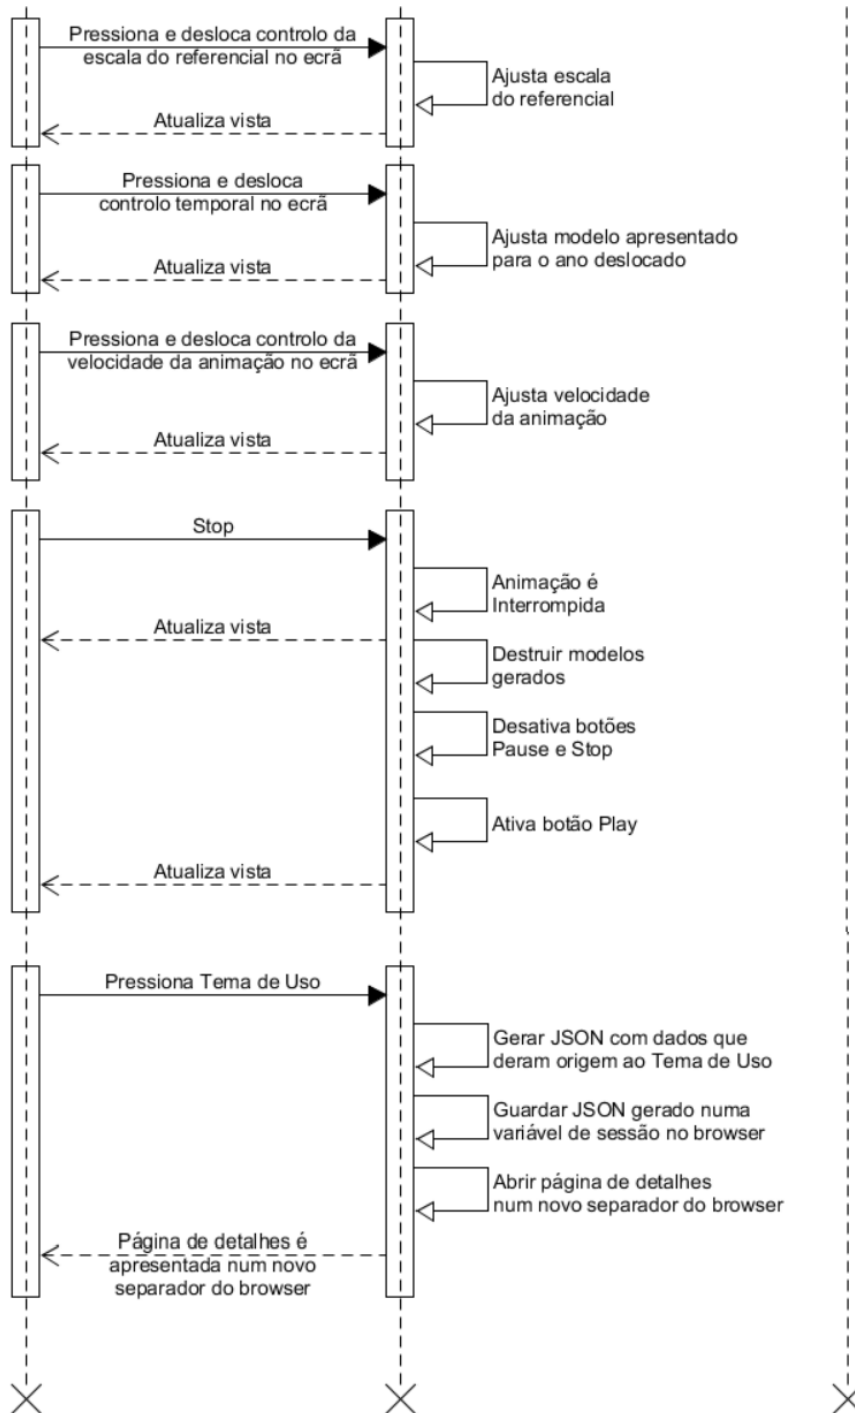 Pressiona e desloca controlo da
escala do referencial no ecrã
Ajusta escala
do referencial
Atualiza vista
Pressiona e desloca
controlo temporal no ecrã
Ajusta modelo apresentado
para o ano deslocado
Atualiza vista
Pressiona e desloca controlo da
velocidade da animação no ecrã
Ajusta velocidade
da animação
Atualiza vista
Stop
Animação é
Interrompida
Atualiza vista
Destruir modelos
gerados
Desativa botões
Pause e Stop
Ativa botão Play
Atualiza vista
Pressiona Tema de Uso
Gerar JSON com dados que
deram origem ao Tema de Uso
Guardar JSON gerado numa
variável de sessão no browser
Abrir página de detalhes
num novo separador do browser
Página de detalhes é
apresentada num novo
separador do browser